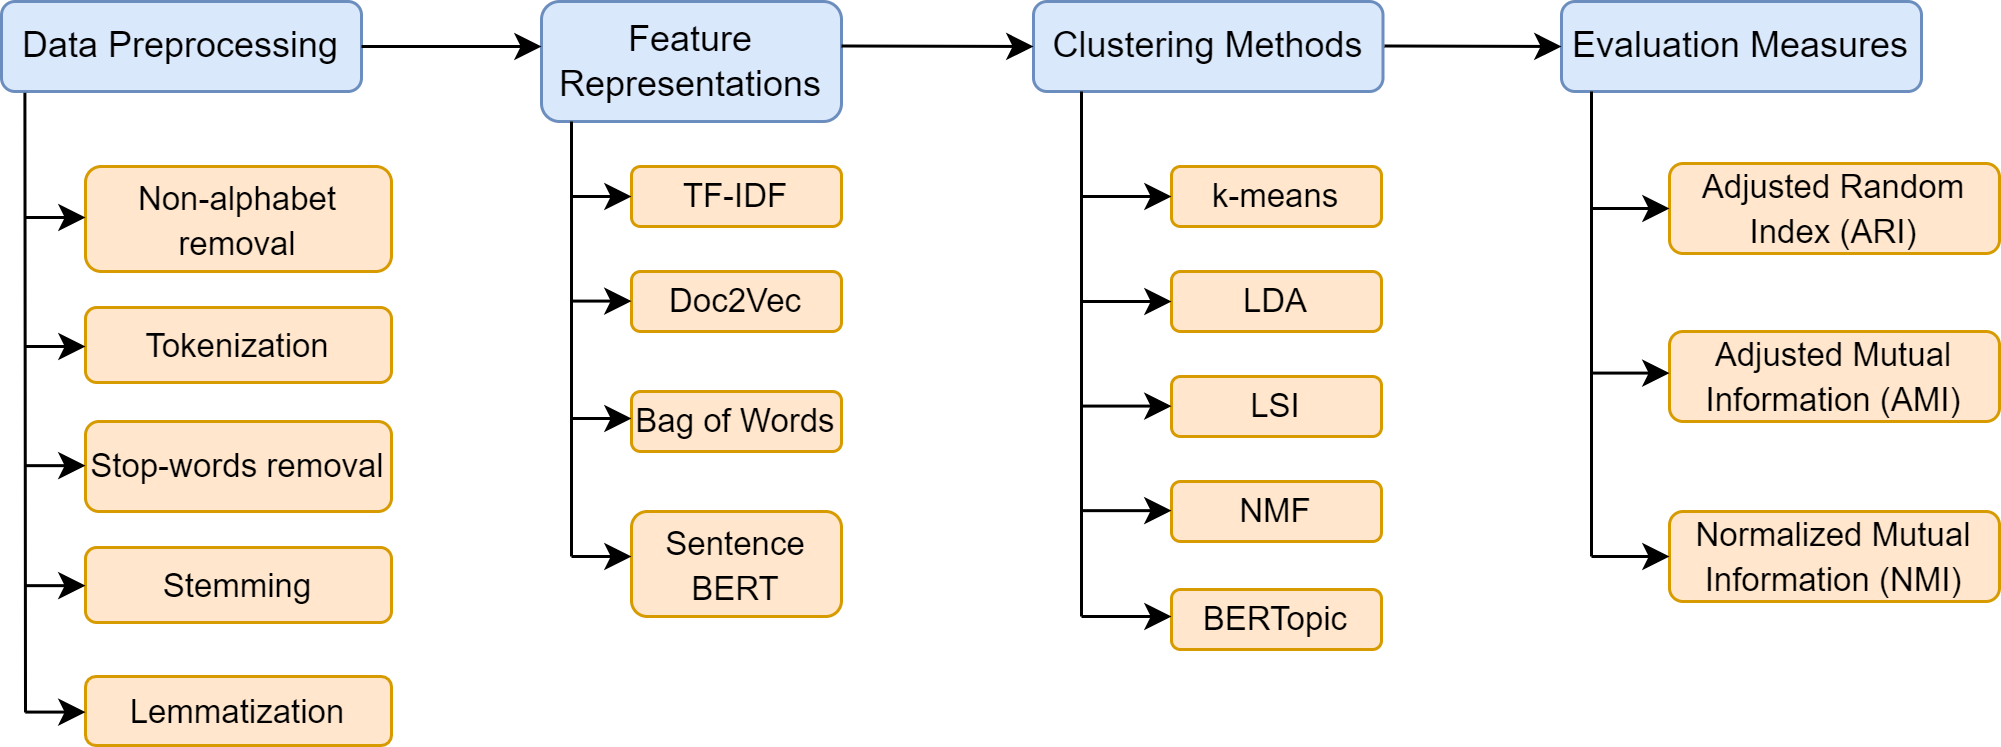 Data Preprocessing
Non-alphabet
removal
Tokenization
Stop-words removal
Stemming
Lemmatization
Feature
Representations
TF-IDF
Doc2Vec
Bag of Words
Sentence
BERT
Clustering Methods
k-means
LDA
LSI
NMF
BERTopic
Evaluation Measures
Adjusted Random
Index (ARI)
Adjusted Mutual
Information (AMI)
Normalized Mutual
Information (NMI)